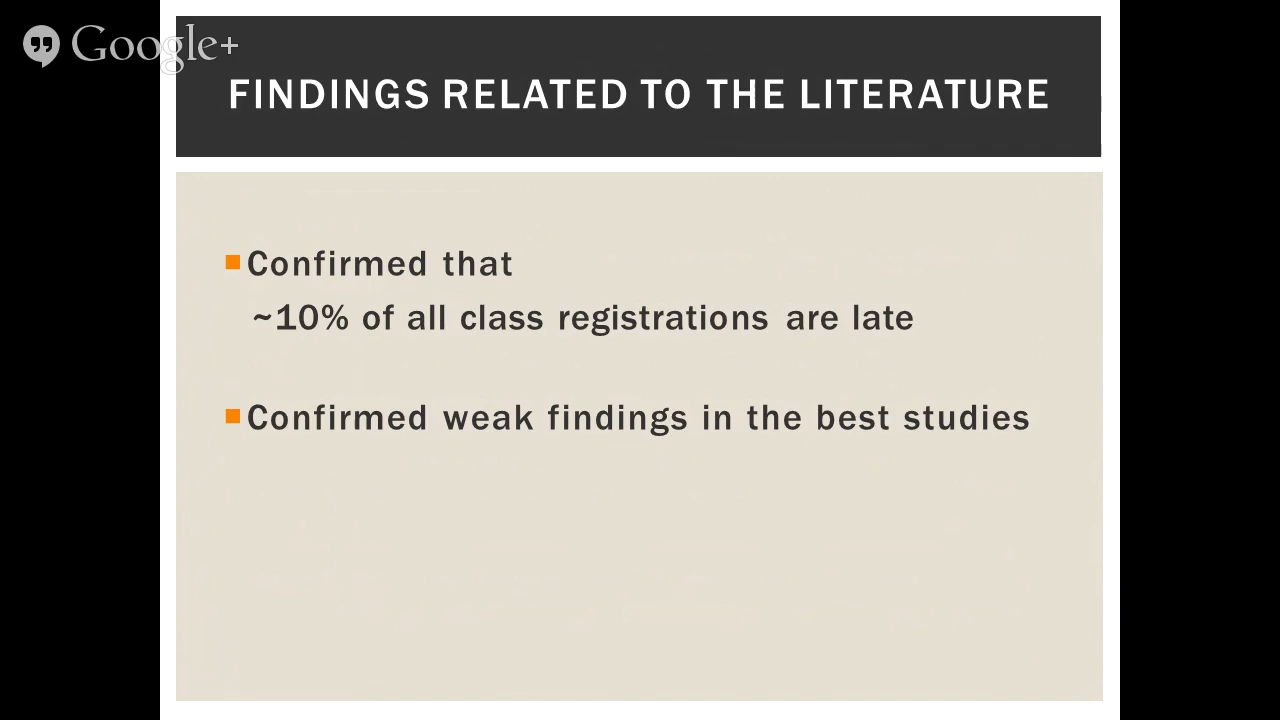 Google+
FINDINGS RELATED TO THE LITERATURE
Confirmed that
~10% of all class registrations are late
Confirmed weak findings in the best studies